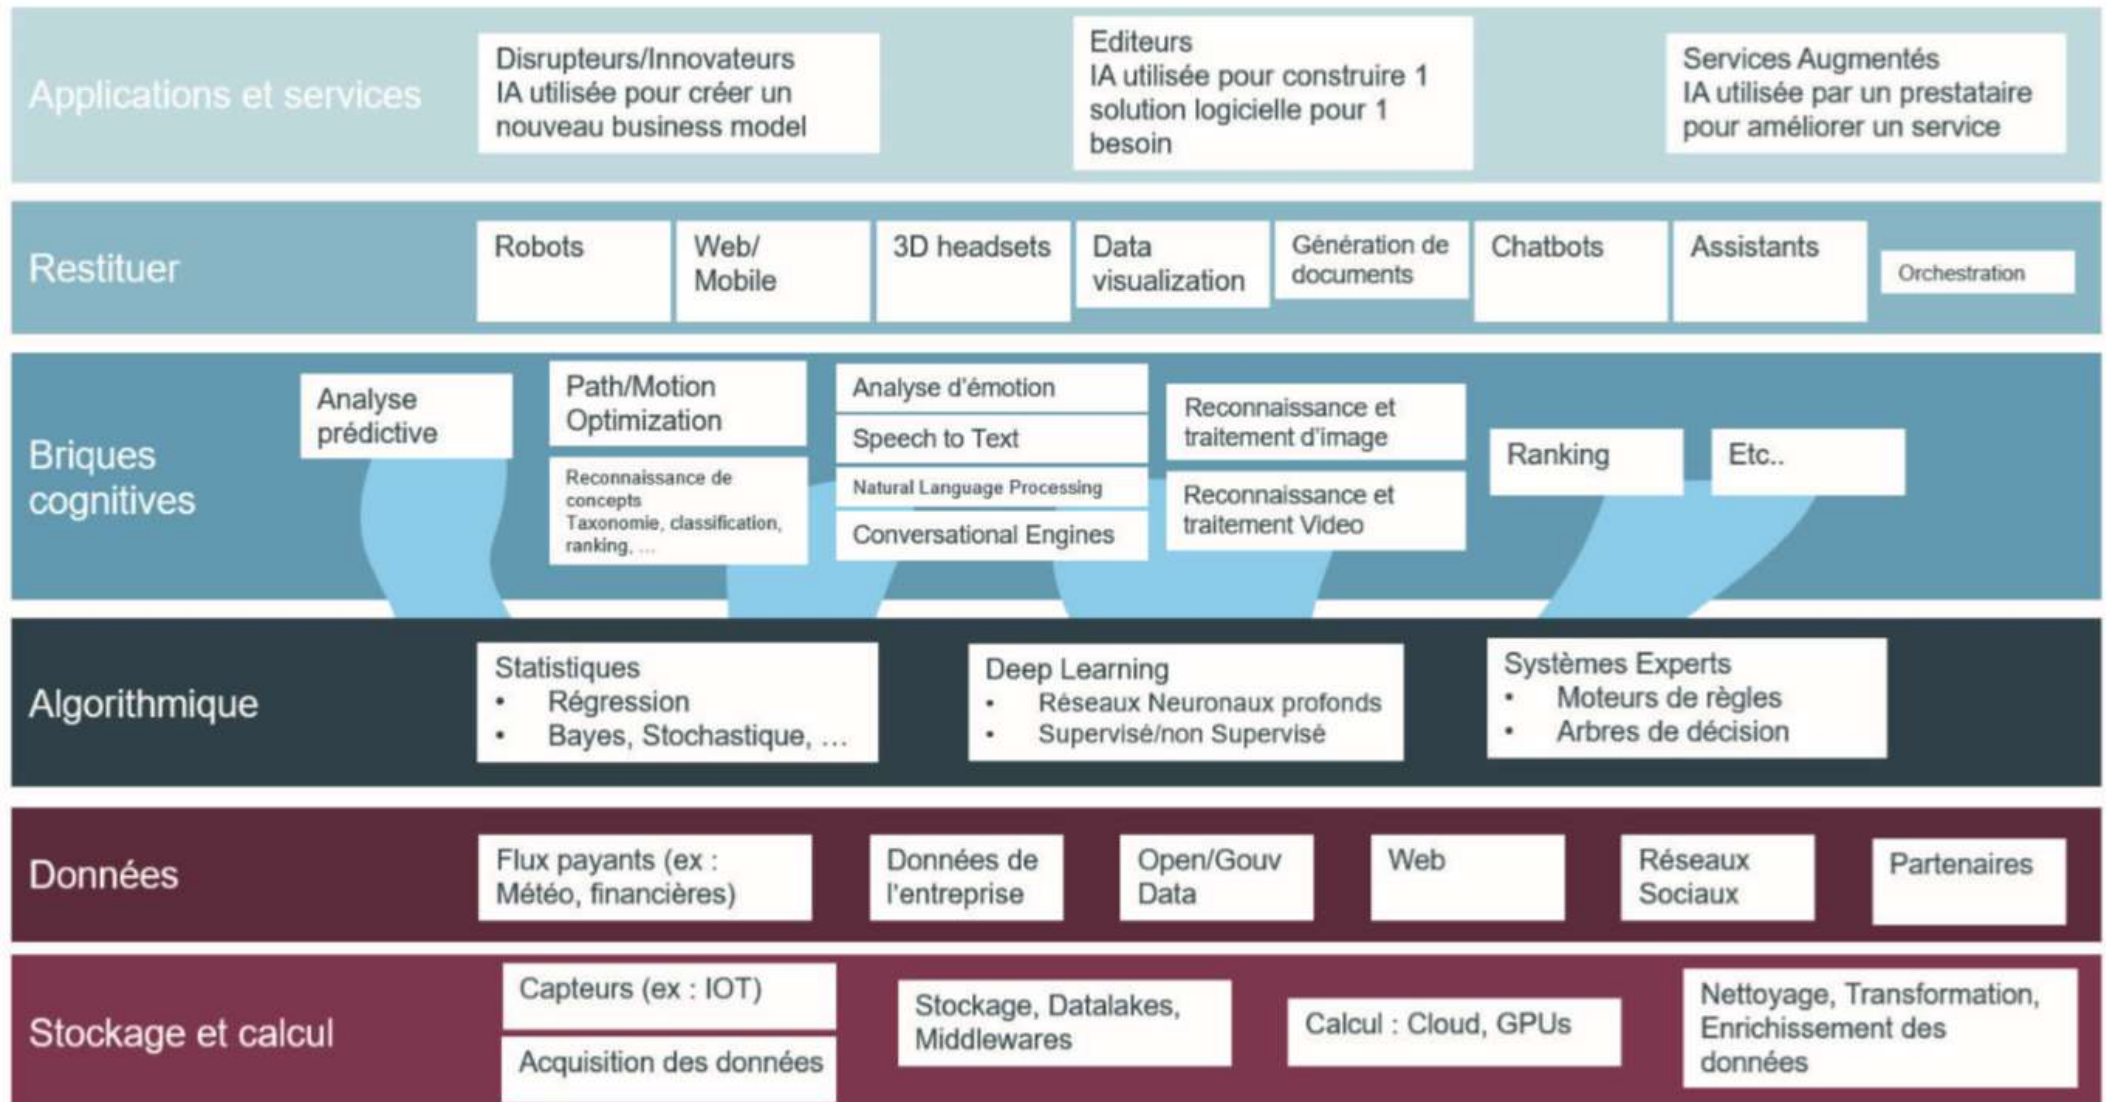 Applications et services
Disrupteurs/Innovateurs
IA utilisée pour créer un
nouveau business model
Editeurs
IA utilisée pour construire 1
solution logicielle pour 1
besoin
Services Augmentés
IA utilisée par un prestataire
pour améliorer un service
Restituer
Robots
Web/
Mobile
3D headsets
Data
visualization
Génération de
documents
Chatbots
Assistants
Orchestration
Briques
cognitives
Analyse
prédictive
Path/Motion
Optimization
Reconnaissance de
concepts
Taxonomie, classification,
ranking, ...
Analyse d'émotion
Speech to Text
Natural Language Processing
Conversational Engines
Reconnaissance et
traitement d'image
Reconnaissance et
traitement Video
Ranking
Etc..
Algorithmique
Statistiques
• Régression
• Bayes, Stochastique, ...
Deep Learning
• Réseaux Neuronaux profonds
• Supervisé/non Supervisé
Systèmes Experts
• Moteurs de règles
• Arbres de décision
Données
Flux payants (ex :
Météo, financières)
Données de
l'entreprise
Open/Gouv
Data
Web
Réseaux
Sociaux
Partenaires
Stockage et calcul
Capteurs (ex : IOT)
Acquisition des données
Stockage, Datalakes,
Middlewares
Calcul : Cloud, GPUs
Nettoyage, Transformation,
Enrichissement des
données